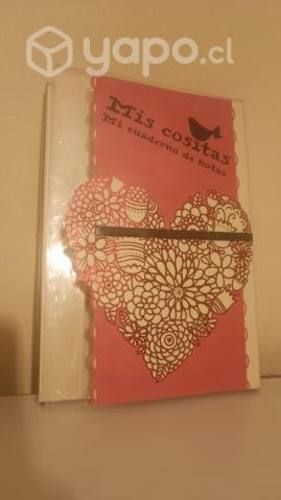 yapo.cl
Mis cositas
Mi cuaderno de notas